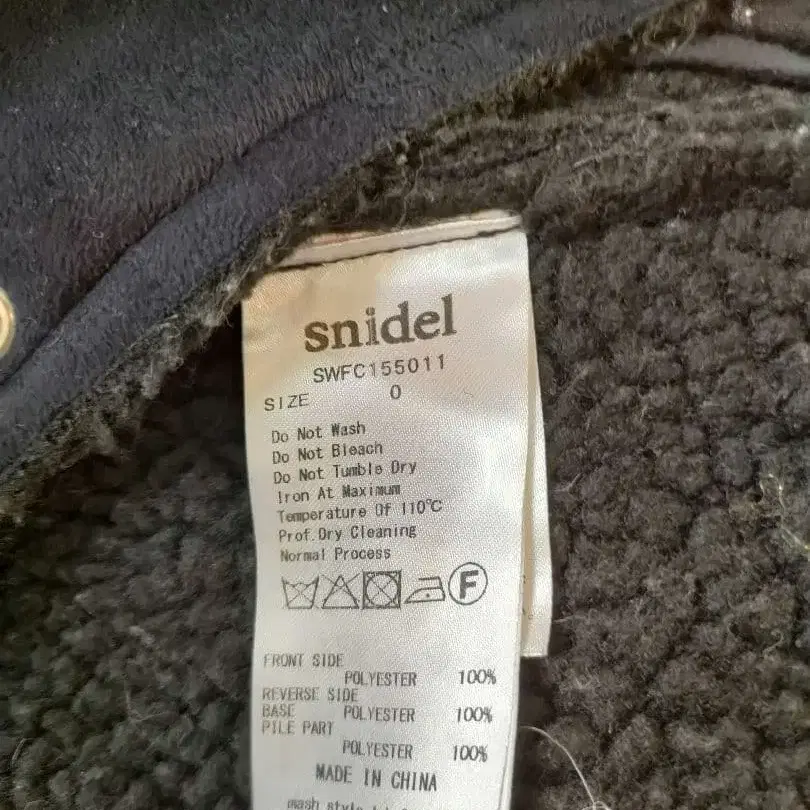 snidel
SWFC155011
SIZE 0
Do Not Wash
Do Not Bleach
Do Not Tumble Dry
Iron At Maximum
Temperature Of 110℃
Prof.Dry Cleaning
Normal Process
F
FRONT SIDE
POLYESTER 100%
REVERSE SIDE
BASE POLYESTER 100%
PILE PART
POLYESTER 100%
MADE IN CHINA
mash style